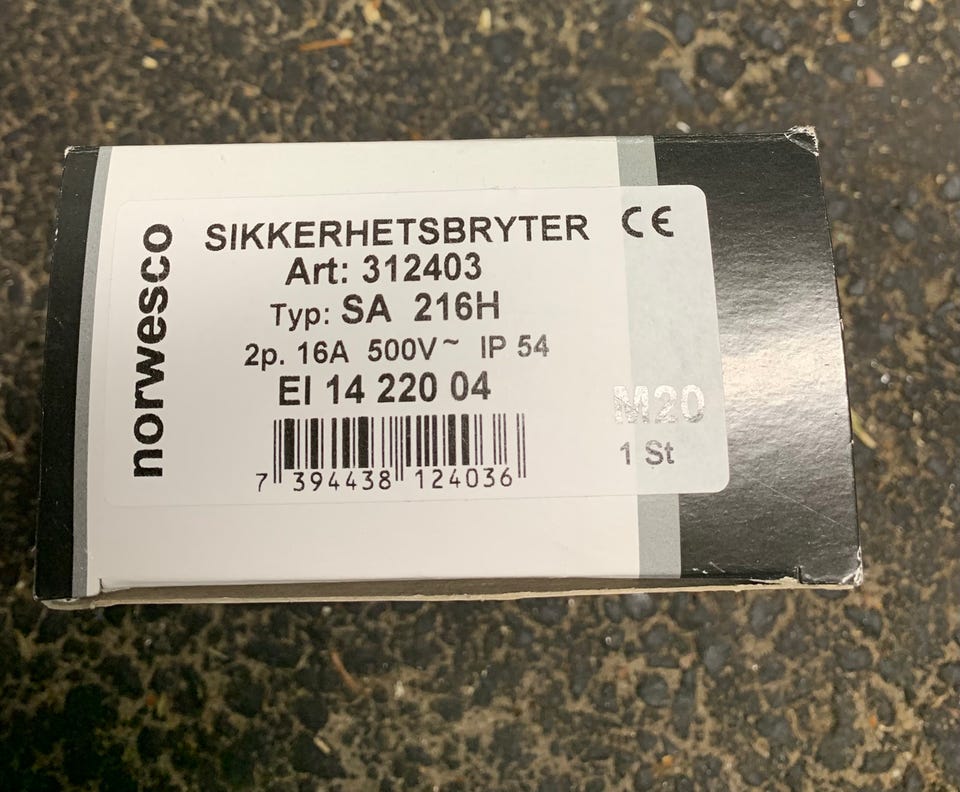 norwesco
SIKKERHETSBRYTER
CE
Art: 312403
Typ: SA 216H
2p. 16A 500V~ IP 54
El 14 220 04
M20
1 St
7 394438 124036